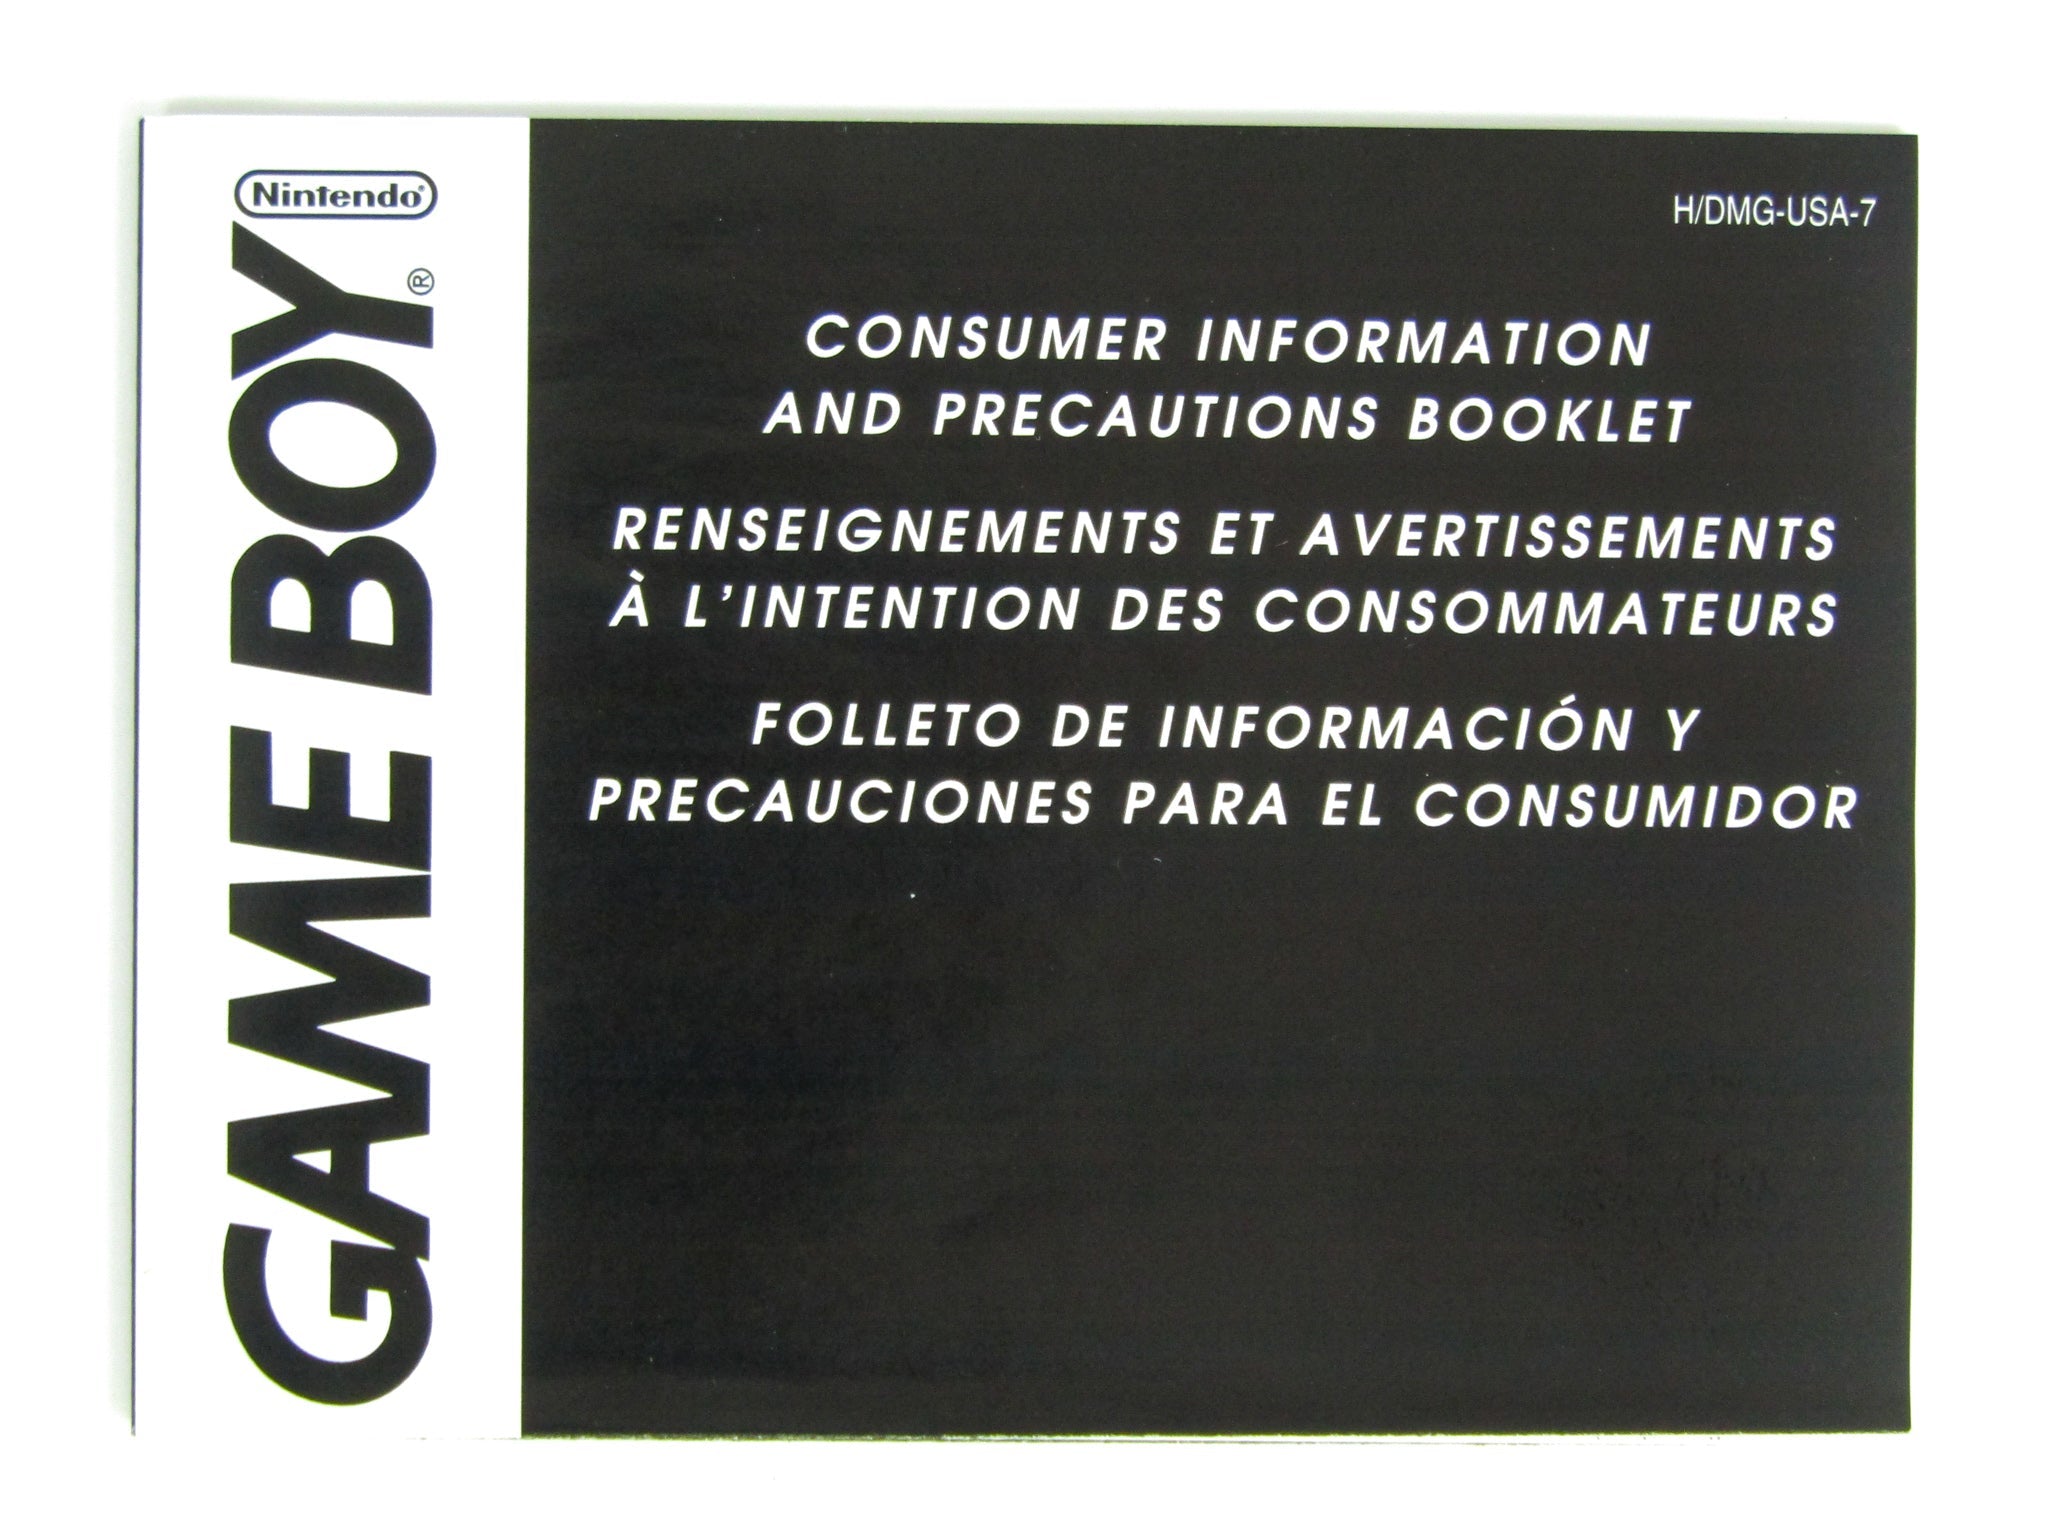 Nintendo®
GAME BOY®
H/DMG-USA-7
CONSUMER INFORMATION
AND PRECAUTIONS BOOKLET
RENSEIGNEMENTS ET AVERTISSEMENTS
À L'INTENTION DES CONSOMMATEURS
FOLLETO DE INFORMACIÓN Y
PRECAUCIONES PARA EL CONSUMIDOR